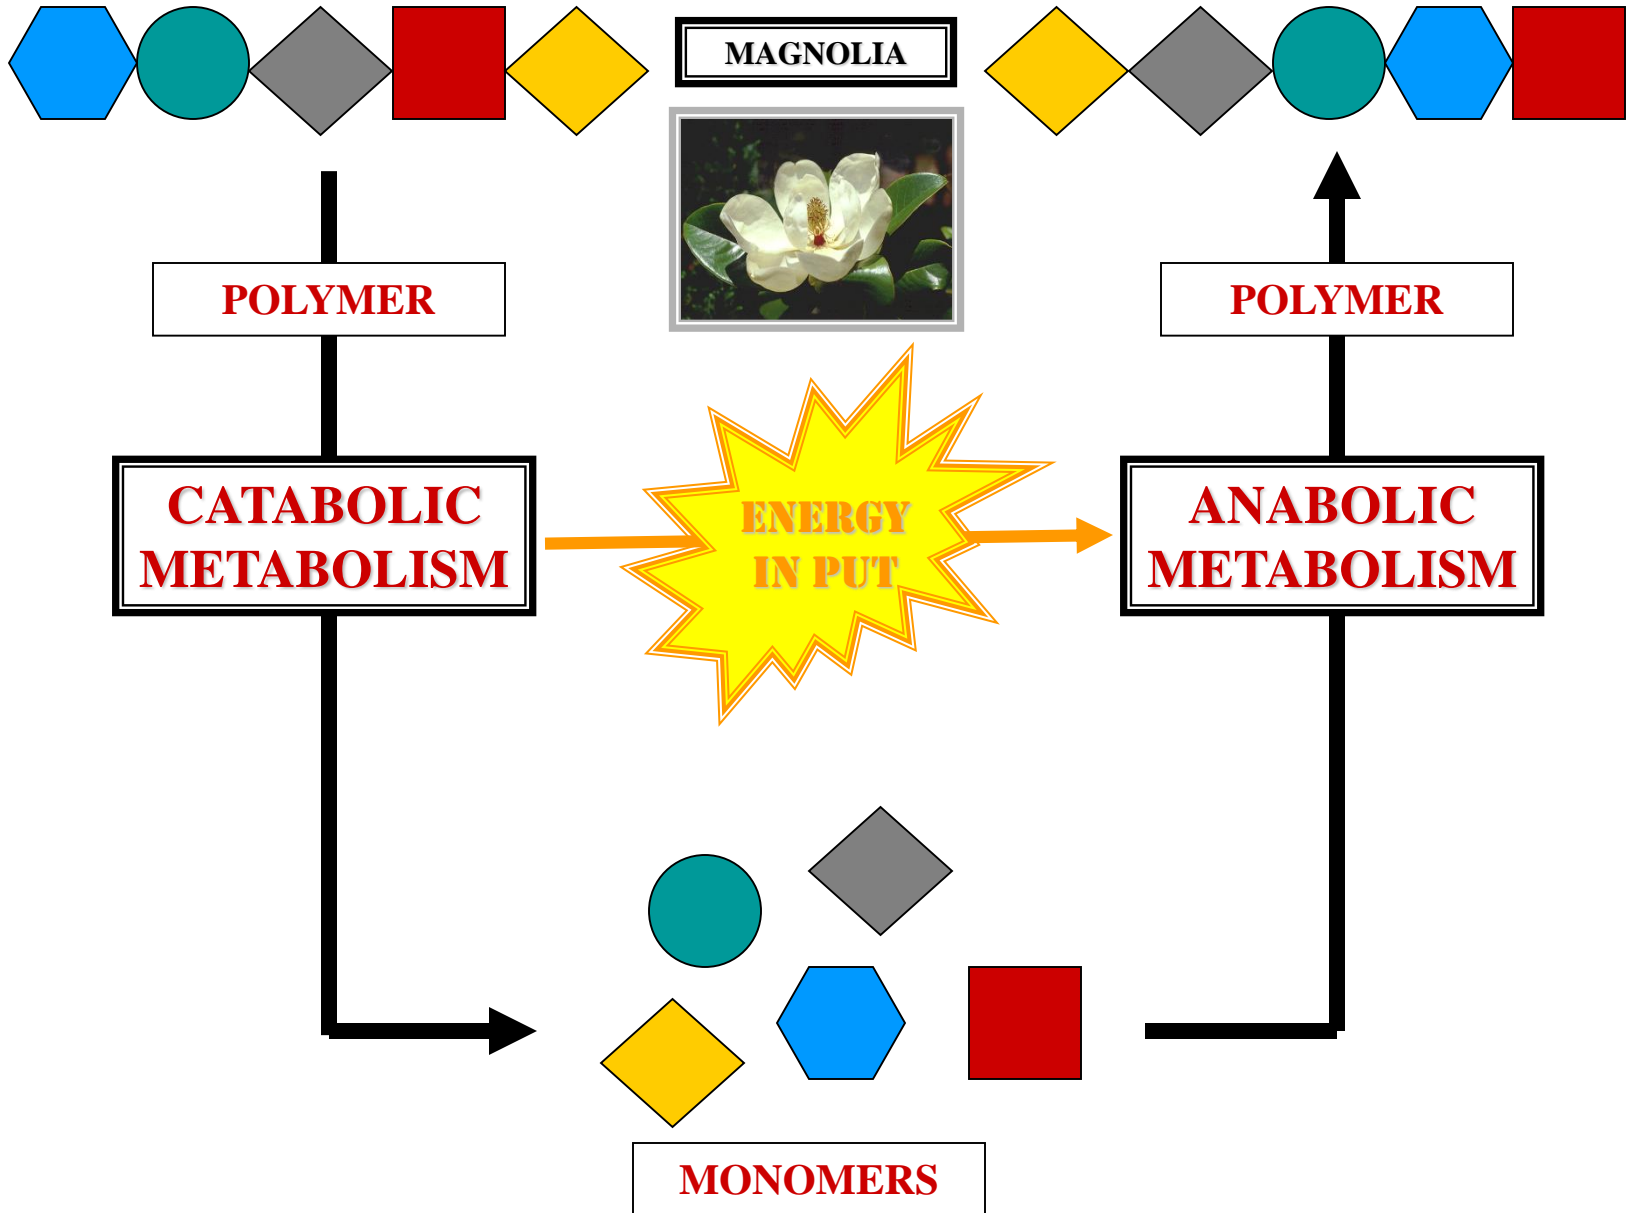 MAGNOLIA
POLYMER
POLYMER
CATABOLIC
METABOLISM
ENERGY
IN PUT
ANABOLIC
METABOLISM
MONOMERS